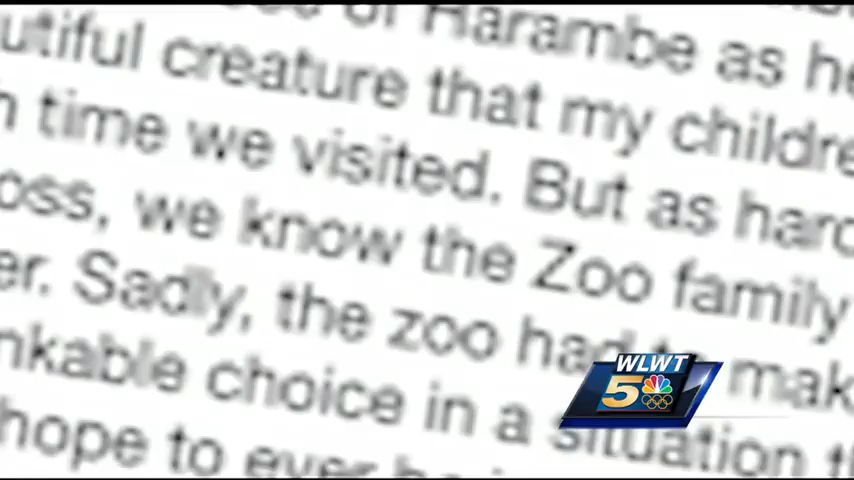 of Harambe as he
utiful creature that my childre
h time we visited. But as hard
oss, we know the Zoo family
er. Sadly, the zoo had to mak
nkable choice in a situation
hope to ever
WLWT
5